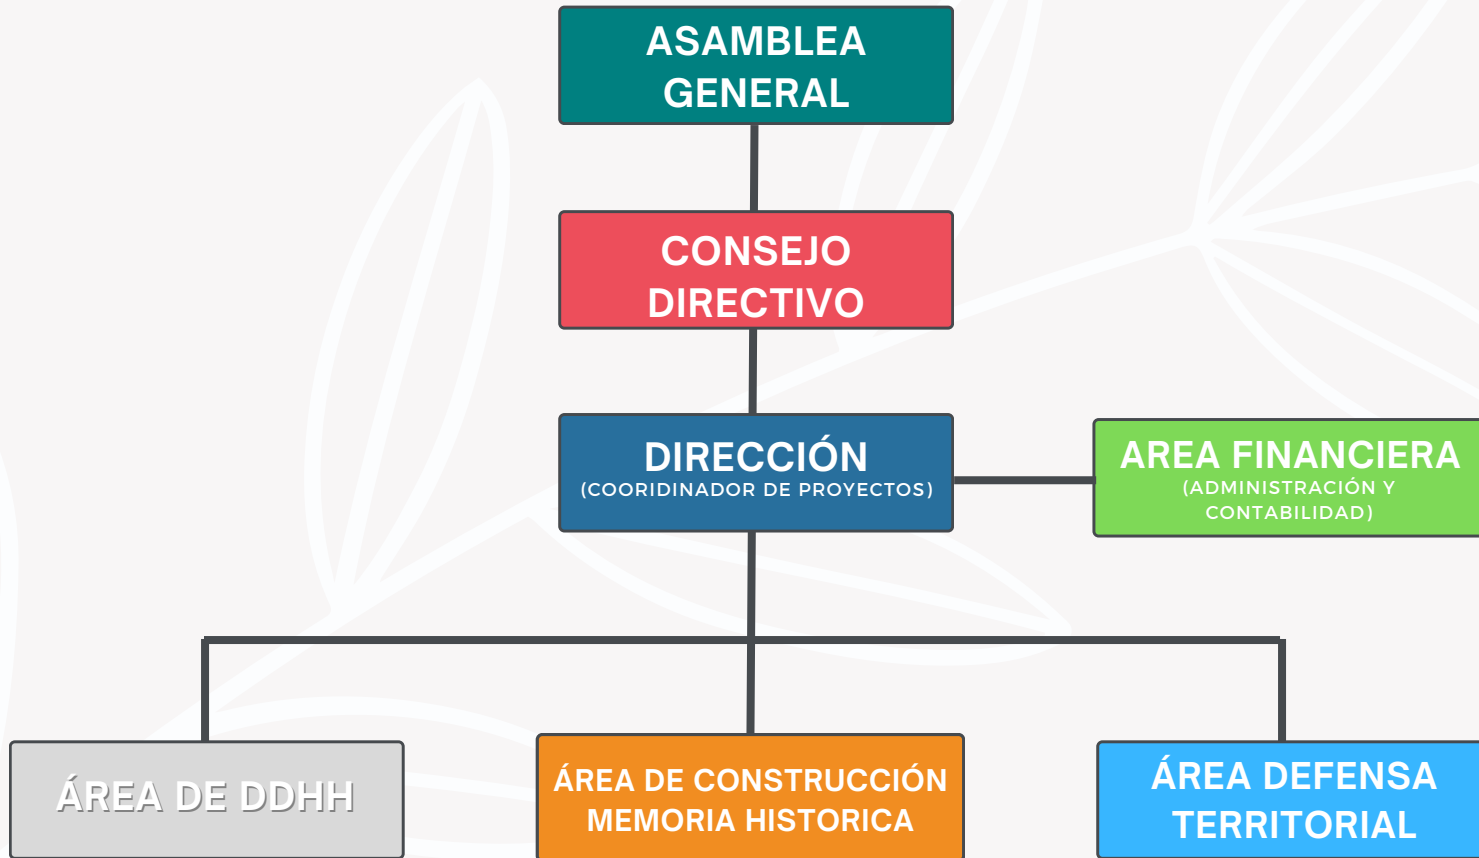 ASAMBLEA
GENERAL
CONSEJO
DIRECTIVO
DIRECCIÓN
(COORIDINADOR DE PROYECTOS)
AREA FINANCIERA
(ADMINISTRACIÓN Y
CONTABILIDAD)
ÁREA DE DDHH
ÁREA DE CONSTRUCCIÓN
MEMORIA HISTORICA
ÁREA DEFENSA
TERRITORIAL